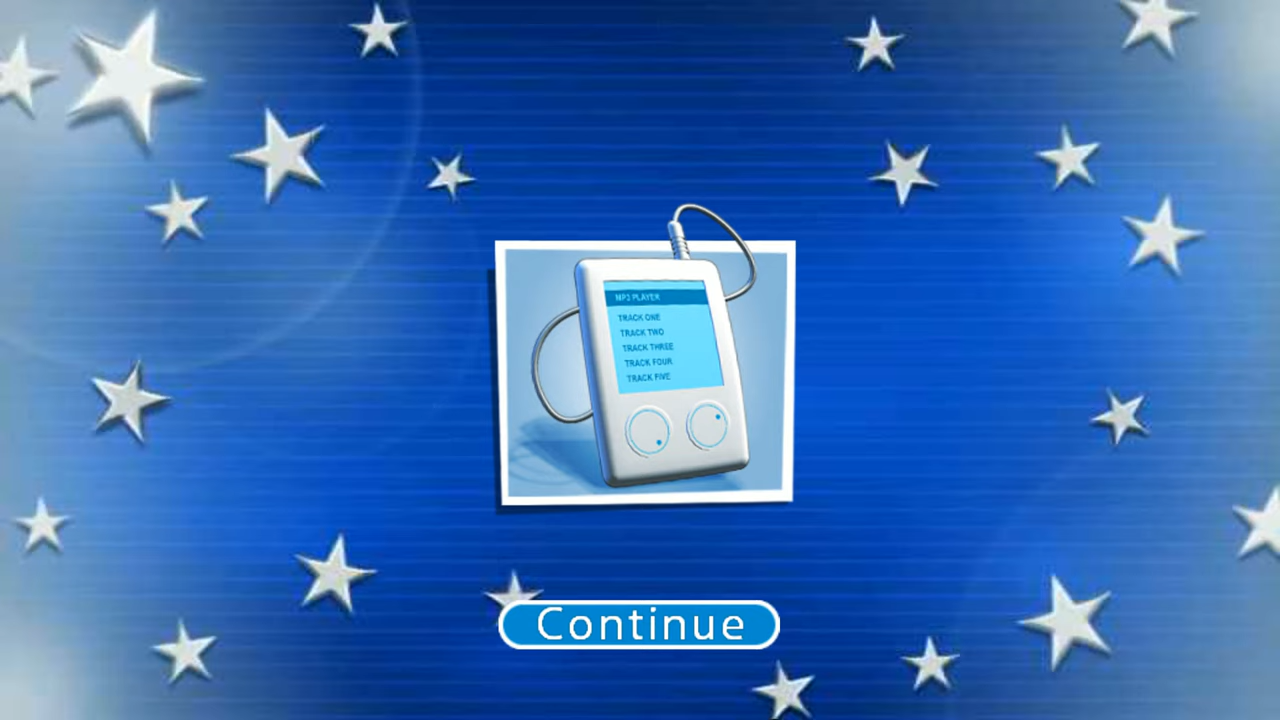 MP3 PLAYER
TRACK ONE
TRACK TWO
TRACK THREE
TRACK FOUR
TRACK FIVE
Continue